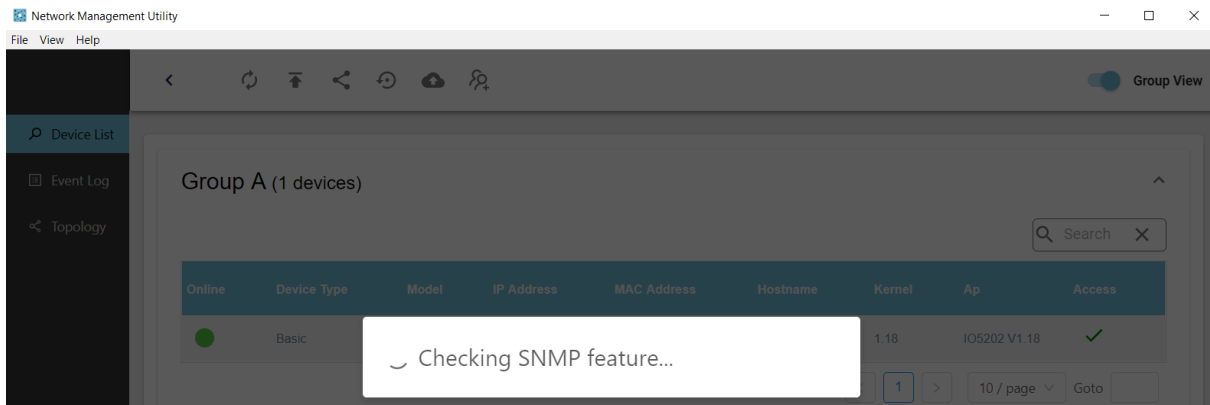 Network Management Utility
File View Help
Group View
Device List
Event Log
Topology
Group A (1 devices)
Search
Online Device Type Model IP Address MAC Address Hostname Kernel Ap Access
Basic 1.18 IO5202 V1.18
Checking SNMP feature...
1 10 / page Goto